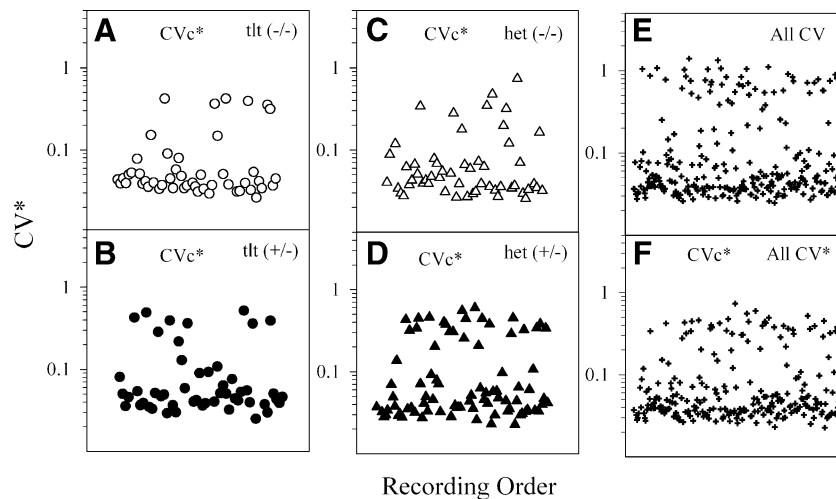 A CVc* tlt (-/-)
C CVc* het (-/-)
E All CV
1
0.1
1
0.1
1
0.1
CV*
B CVc* tlt (+/-)
D CVc* het (+/-)
F CVc* All CV*
1
0.1
1
0.1
1
0.1
Recording Order